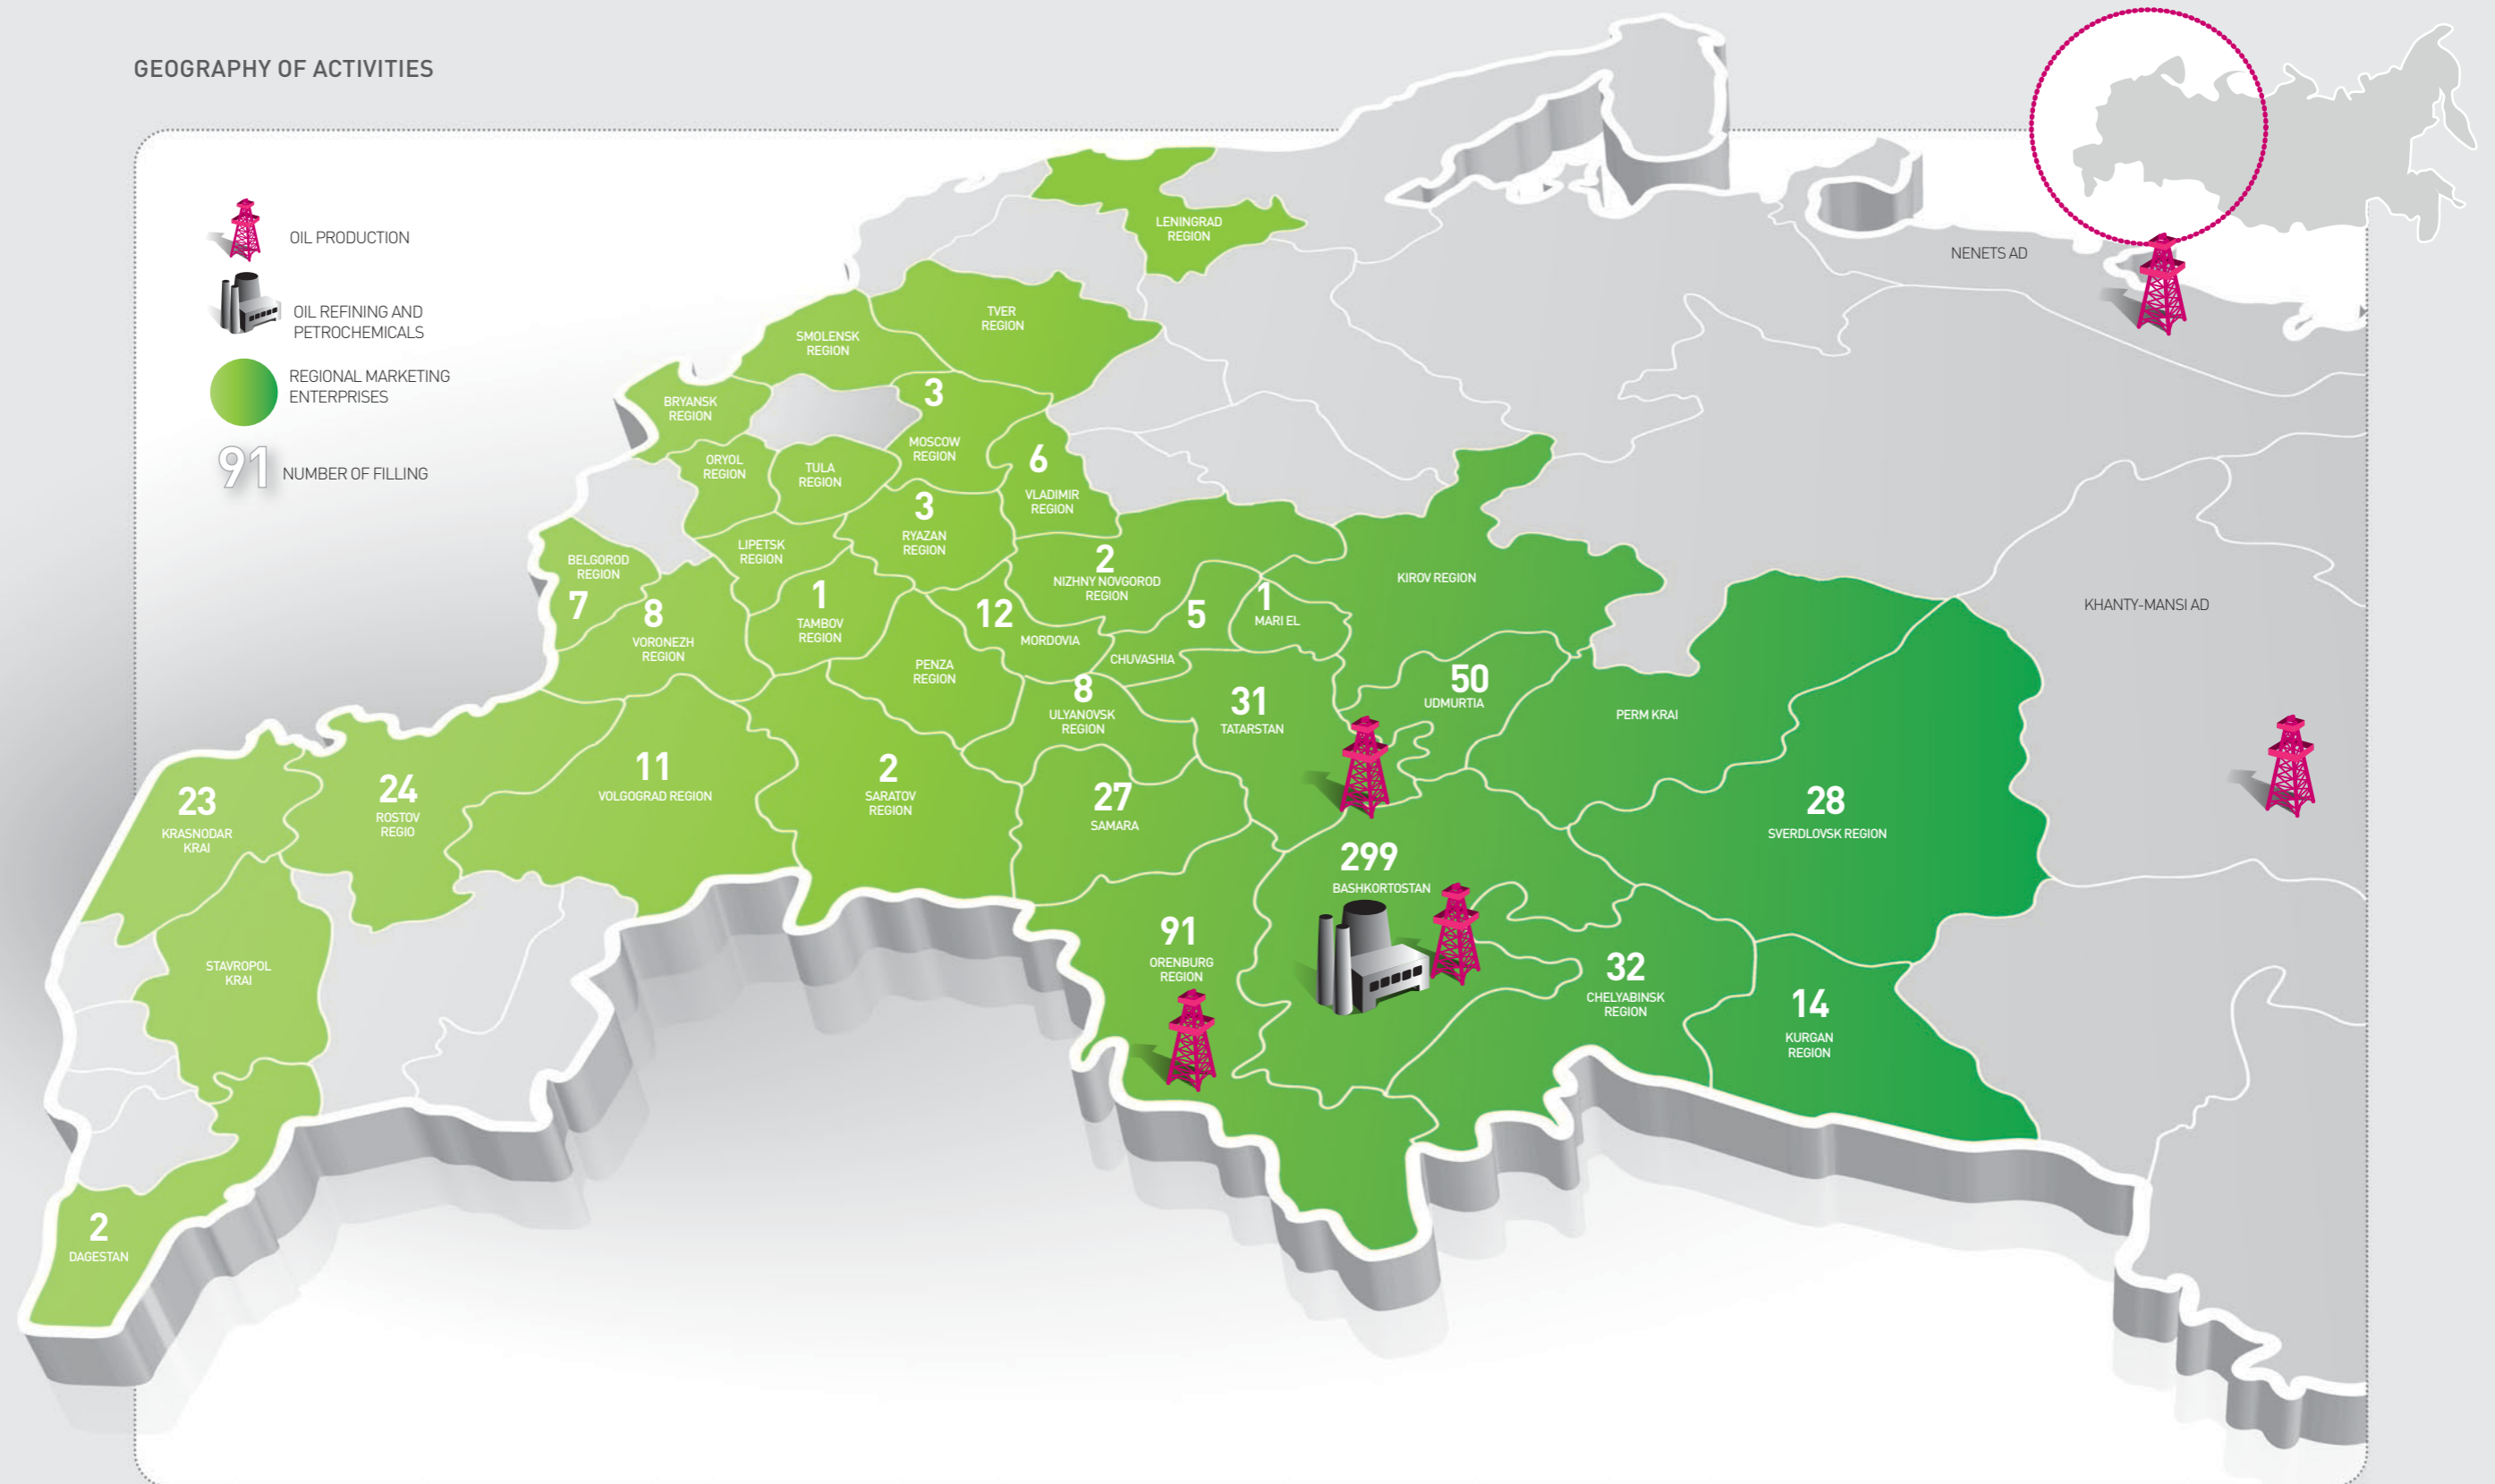 GEOGRAPHY OF ACTIVITIES
OIL PRODUCTION
OIL REFINING AND
PETROCHEMICALS
REGIONAL MARKETING
ENTERPRISES
91
NUMBER OF FILLING
LENINGRAD
REGION
NENETS AD
TVER
REGION
SMOLENSK
REGION
BRYANSK
REGION
3
MOSCOW
REGION
ORYOL
REGION
TULA
REGION
6
VLADIMIR
REGION
3
RYAZAN
REGION
LIPETSK
REGION
BELGOROD
REGION
7
8
VORONEZH
REGION
1
TAMBOV
REGION
2
NIZHNY NOVGOROD
REGION
12
MORDOVIA
5
CHUVASHIA
1
MARI EL
KIROV REGION
KHANTY-MANSI AD
PENZA
REGION
8
ULYANOVSK
REGION
31
TATARSTAN
50
UDMURTIA
PERM KRAI
23
KRASNODAR
KRAI
24
ROSTOV
REGIO
11
VOLGOGRAD REGION
2
SARATOV
REGION
27
SAMARA
28
SVERDLOVSK REGION
299
BASHKORTOSTAN
91
ORENBURG
REGION
32
CHELYABINSK
REGION
14
KURGAN
REGION
STAVROPOL
KRAI
2
DAGESTAN